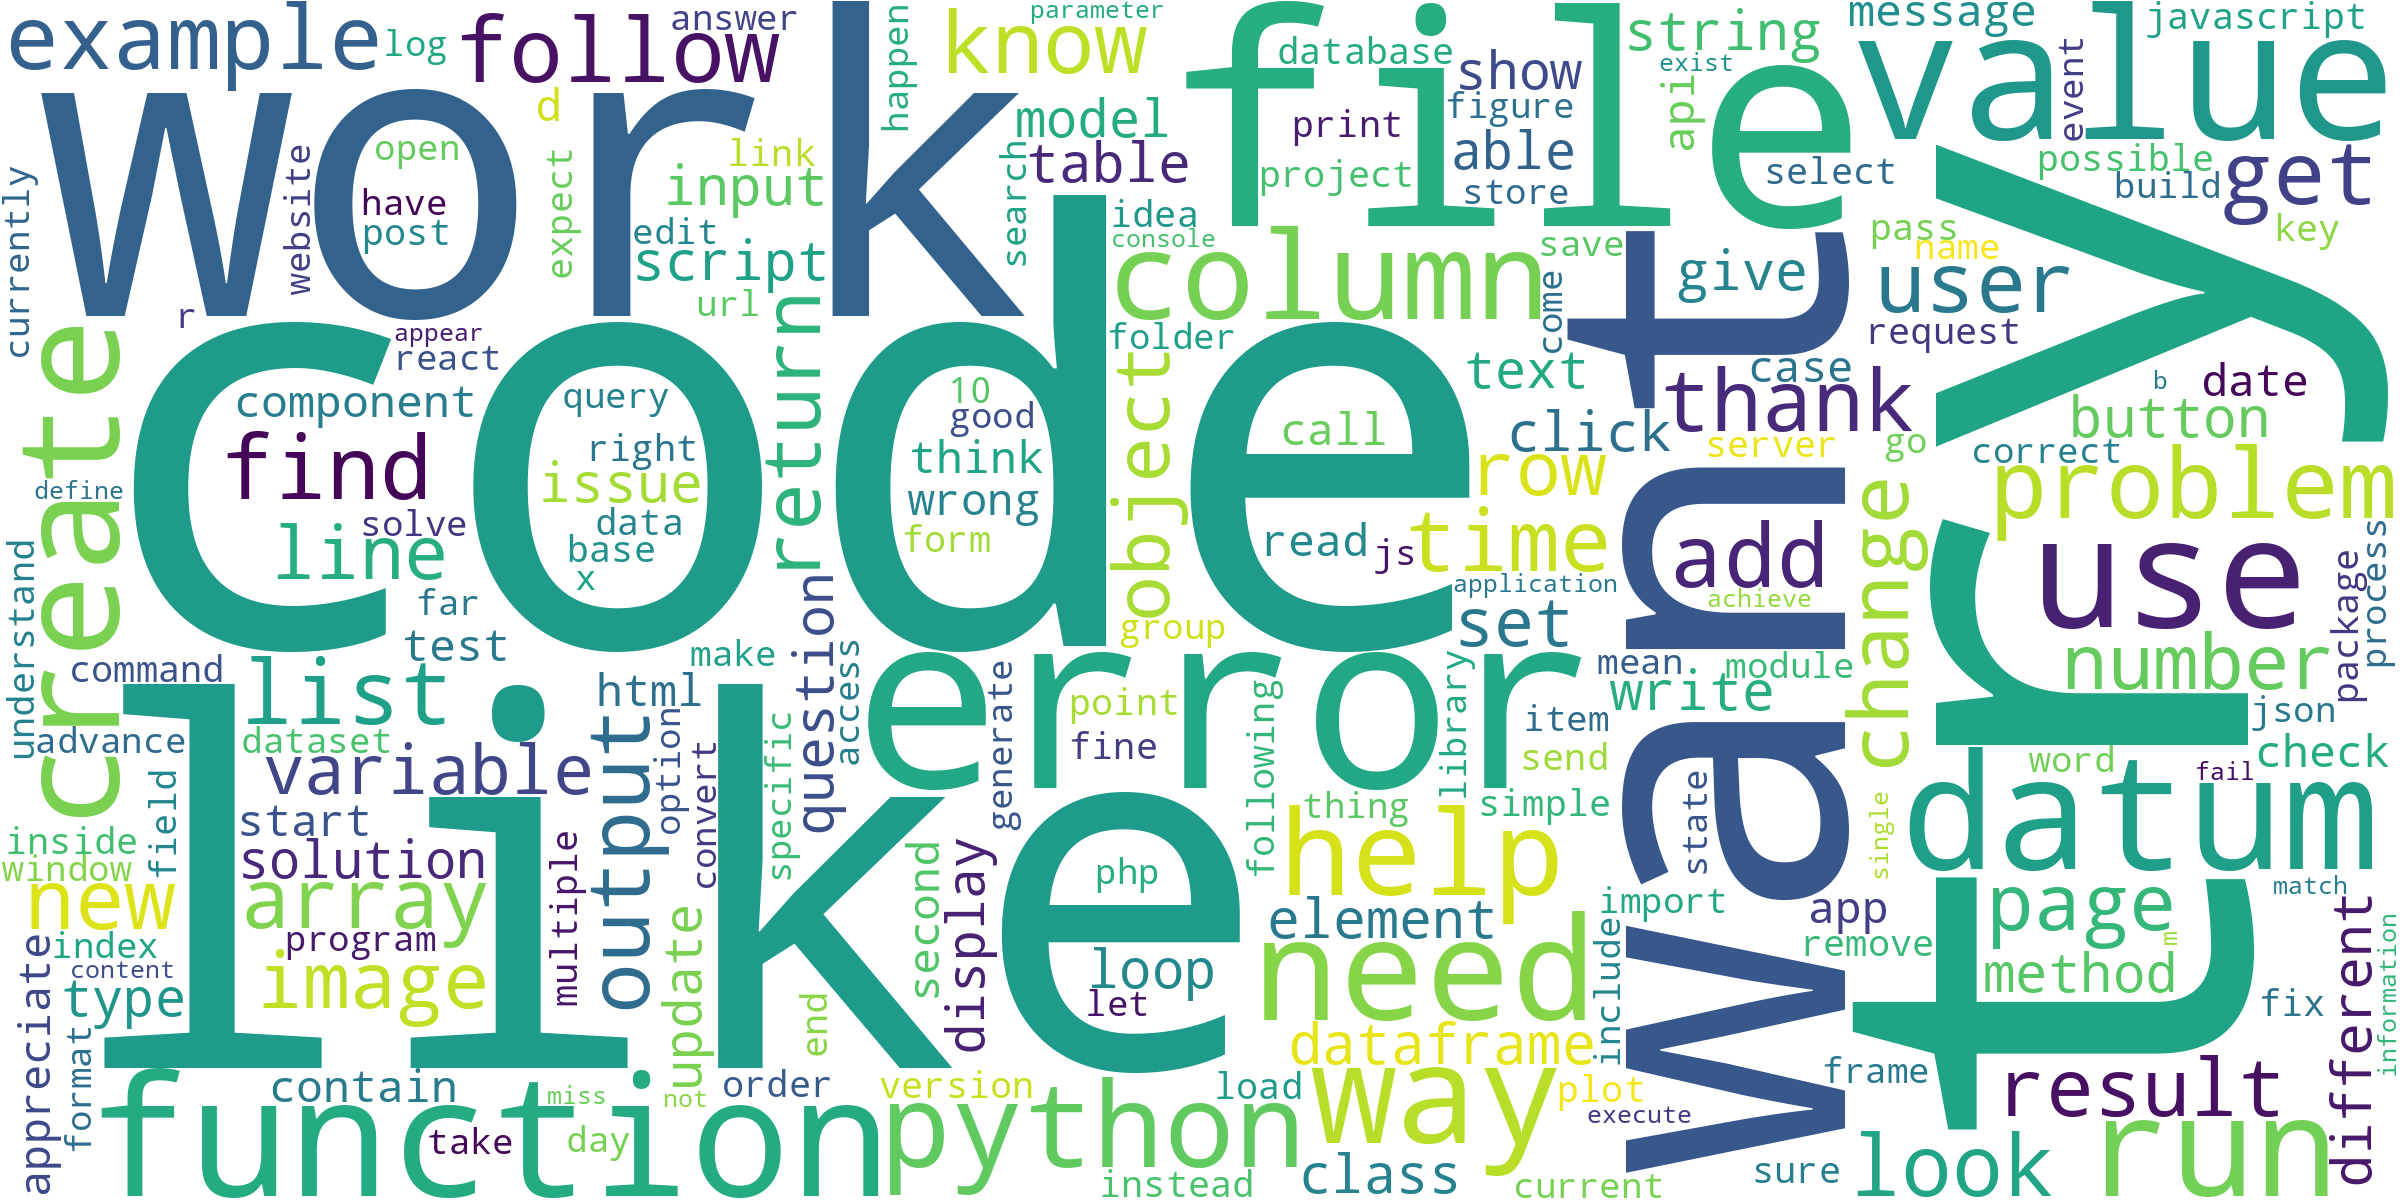 example
log
follow
answer
work
happen
know
parameter
file
database
show
string
exist
message
value
javascript
d
model
print
figure
able
api
event
get
currently
website
open
have
post
expect
link
input
edit
script
url
search
table
project
store
select
possible
build
key
r
appear
react
idea
console
column
save
want
give
user
pass
name
request
try
create
code
component
query
return
10
good
folder
object
call
text
come
click
case
thank
b
date
button
find
right
issue
think
wrong
row
server
go
correct
problem
define
solve
line
data
base
x
form
read
js
time
add
change
use
understand
far
test
question
group
application
set
achieve
number
package
process
command
list
html
make
access
generate
error
point
fine
following
library
item
mean
write
module
json
advance
dataset
variable
output
option
convert
specific
like
send
word
check
fail
inside
field
start
window
solution
multiple
second
display
php
thing
simple
help
state
single
datum
new
array
update
loop
let
element
need
import
app
page
match
different
index
program
content
image
type
end
include
remove
method
m
information
appreciate
format
contain
miss
not
order
version
load
dataframe
plot
frame
fix
function
take
day
python
way
execute
result
instead
class
current
sure
look
run